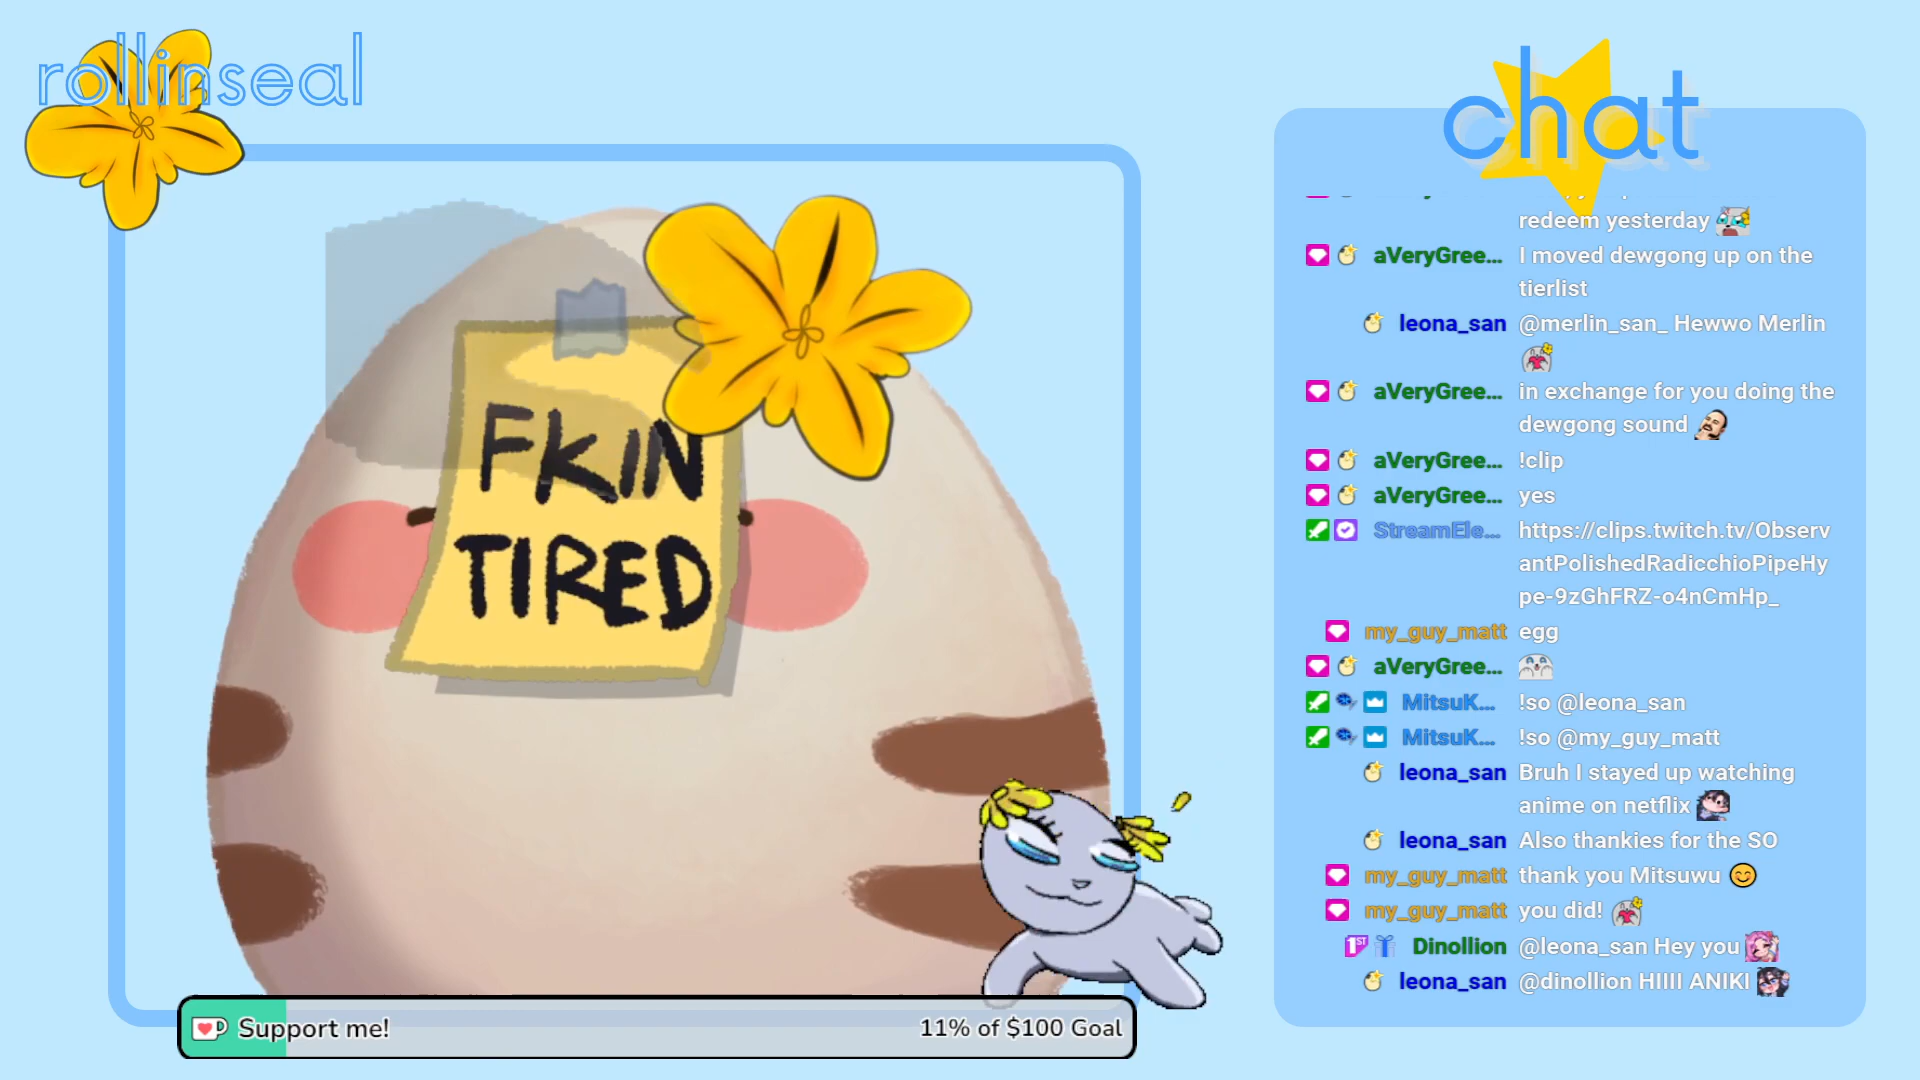 rollinseal
chat
FKIN
TIRED
redeem yesterday
aVeryGree... I moved dewgong up on the
tierlist
leona_san @merlin_san_ Hewwo Merlin
aVeryGree... in exchange for you doing the
dewgong sound
aVeryGree... !clip
aVeryGree... yes
StreamEle... https://clips.twitch.tv/Observ
antPolishedRadicchioPipeHy
pe-9zGhFRZ-o4nCmHp_
my_guy_matt egg
aVeryGree...
MitsuK... !so @leona_san
MitsuK... !so @my_guy_matt
leona_san Bruh I stayed up watching
anime on netflix
leona_san Also thankies for the SO
my_guy_matt thank you Mitsuwu 😊
my_guy_matt you did!
1ST Dinollion @leona_san Hey you
leona_san @dinollion HIIII ANIKI
Support me! 11% of $100 Goal